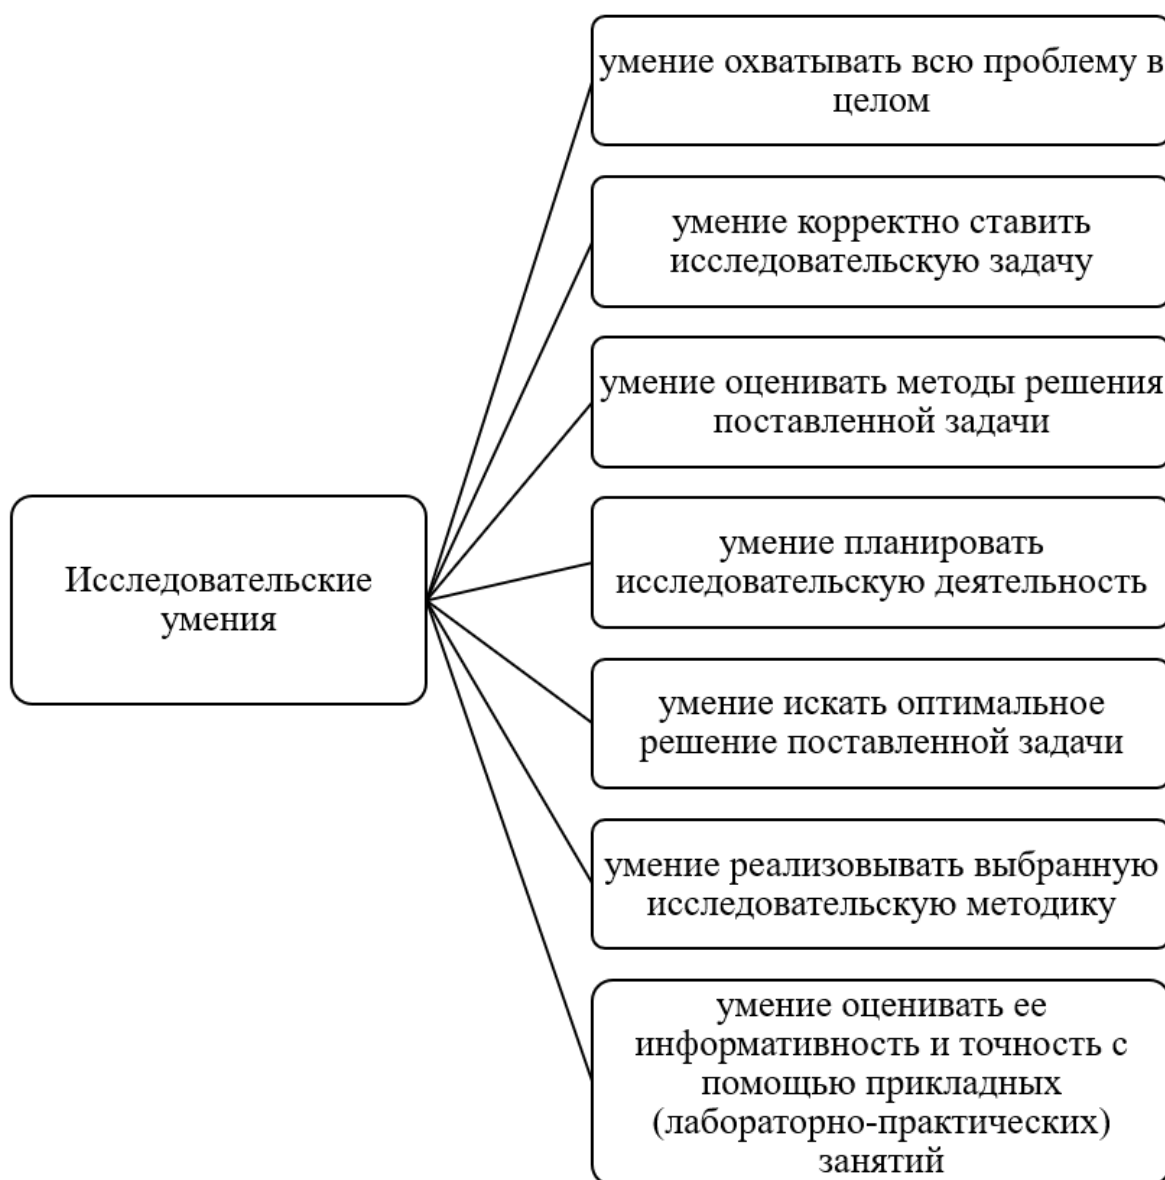 умение охватывать всю проблему в
целом
умение корректно ставить
исследовательскую задачу
умение оценивать методы решения
поставленной задачи
Исследовательские
умения
умение планировать
исследовательскую деятельность
умение искать оптимальное
решение поставленной задачи
умение реализовывать выбранную
исследовательскую методику
умение оценивать ее
информативность и точность с
помощью прикладных
(лабораторно-практических)
занятий